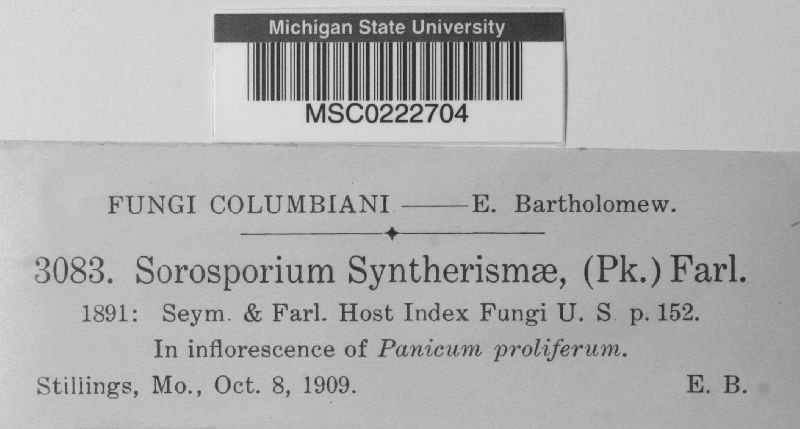 Michigan State University
MSC0222704
FUNGI COLUMBIANI —— E. Bartholomew.
3083. Sorosporium Syntherismæ, (Pk.) Farl.
1891: Seym. & Farl. Host Index Fungi U. S. p. 152.
In inflorescence of Panicum proliferum.
Stillings, Mo., Oct. 8, 1909. E. B.